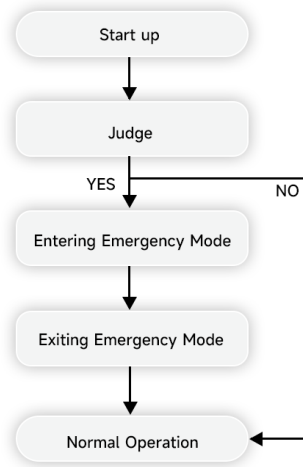 Start up
Judge
YES
NO
Entering Emergency Mode
Exiting Emergency Mode
Normal Operation